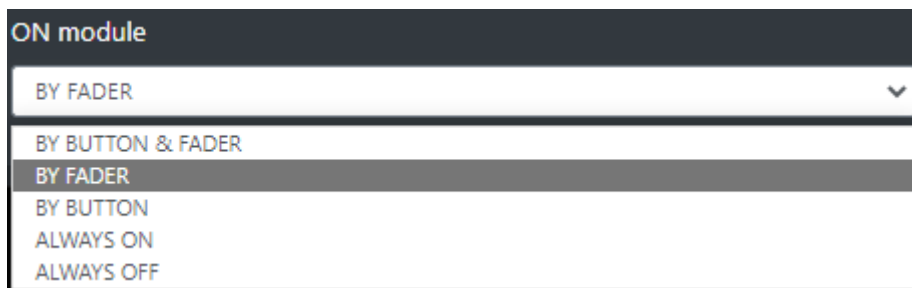 ON module
BY FADER
BY BUTTON & FADER
BY FADER
BY BUTTON
ALWAYS ON
ALWAYS OFF